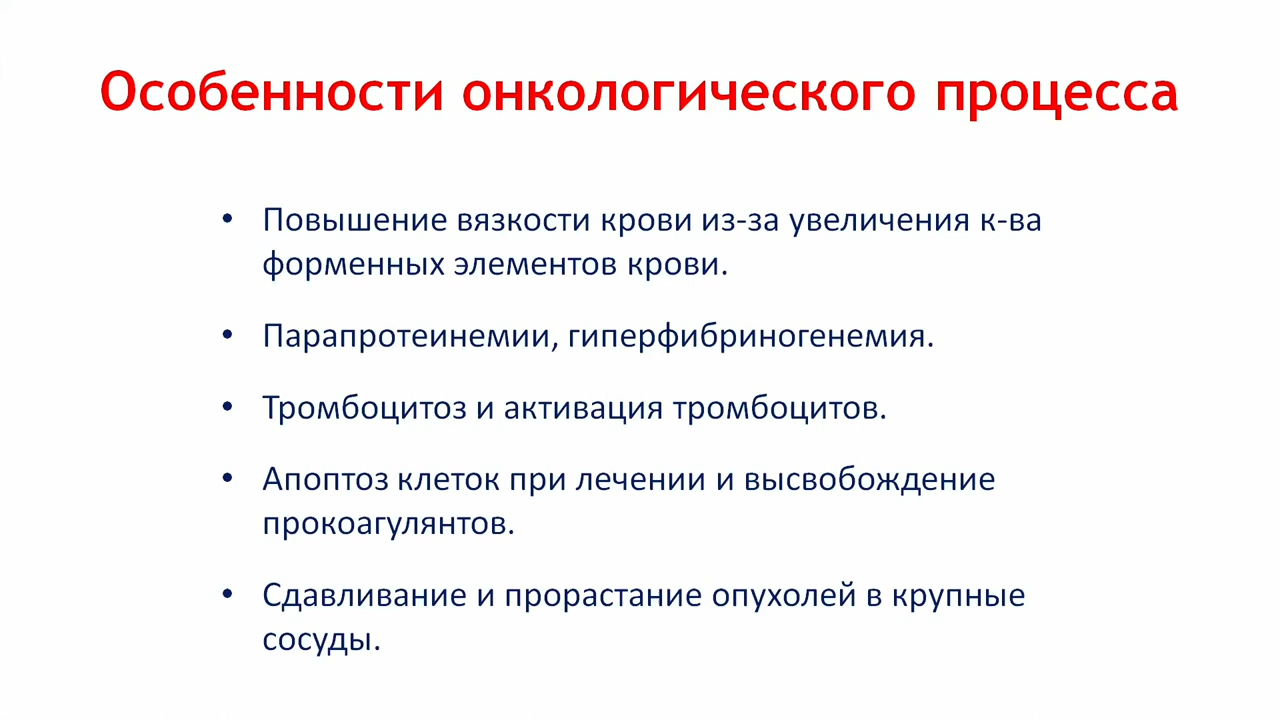 Особенности онкологического процесса
• Повышение вязкости крови из-за увеличения к-ва
форменных элементов крови.
• Парапротеинемии, гиперфибриногенемия.
• Тромбоцитоз и активация тромбоцитов.
• Апоптоз клеток при лечении и высвобождение
прокоагулянтов.
• Сдавливание и прорастание опухолей в крупные
сосуды.